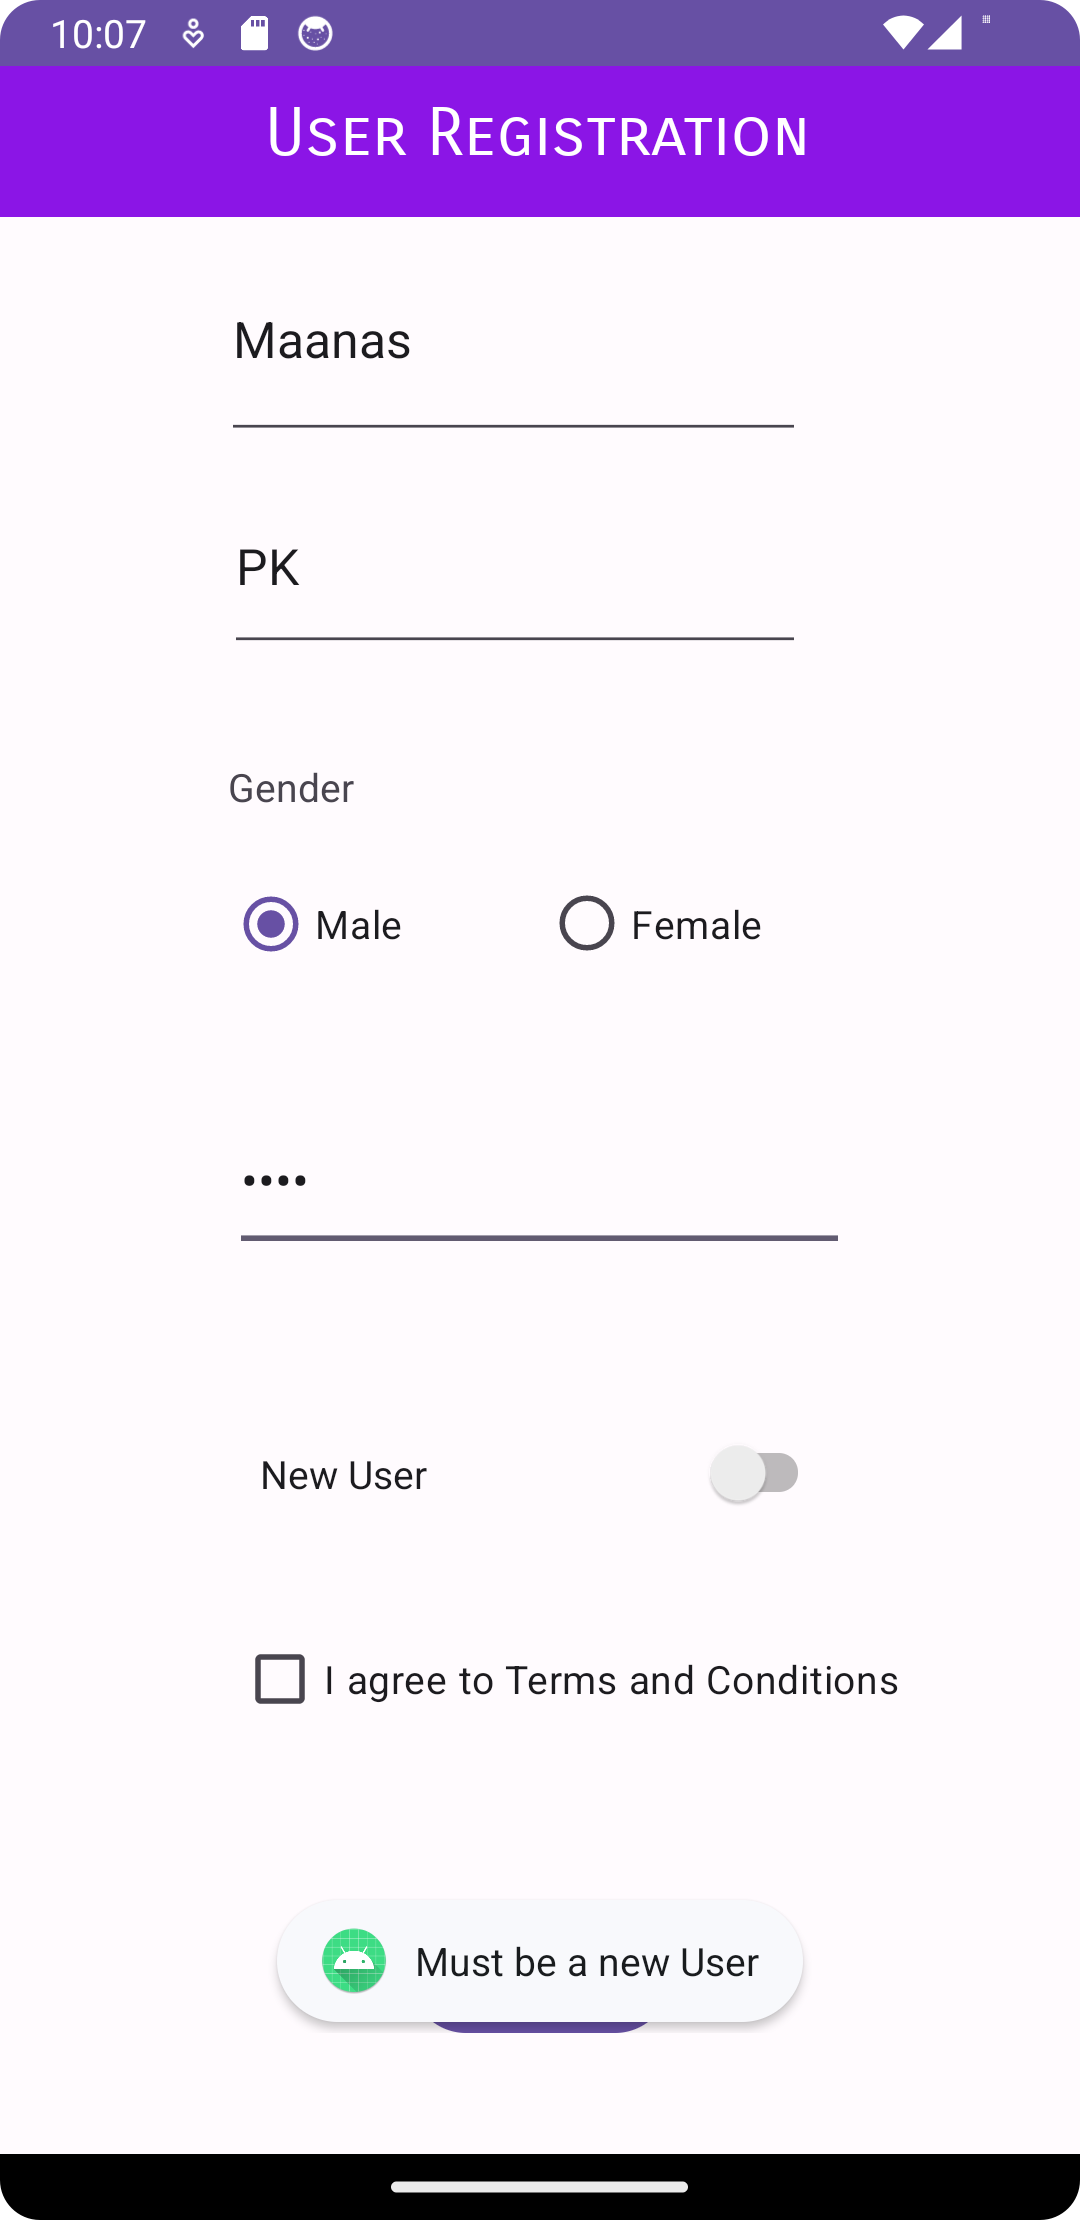 10:07
User Registration
Maanas
PK
Gender
Male Female
••••
New User
I agree to Terms and Conditions
Must be a new User